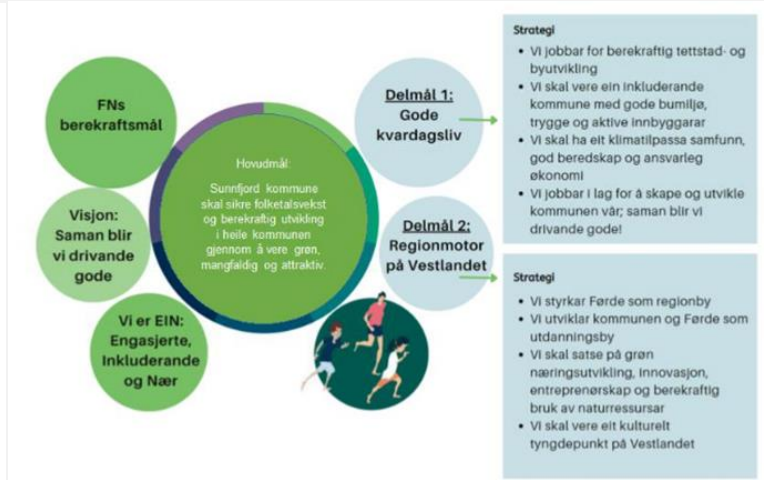 FNs
berekraftsmål
Visjon:
Saman blir
vi drivande
gode
Vi er EIN:
Engasjerte,
Inkluderande
og Nær
Hovudmål:
Sunnfjord kommune
skal sikre folketalsvekst
og berekraftig utvikling
i heile kommunen
gjennom å vere grøn,
mangfaldig og attraktiv.
Delmål 1:
Gode
kvardagsliv
Delmål 2:
Regionmotor
på Vestlandet
Strategi
• Vi jobbar for berekraftig tettstad- og
byutvikling
• Vi skal vere ein inkluderande
kommune med gode bumiljø,
trygge og aktive innbyggarar
• Vi skal ha eit klimatilpassa samfunn,
god beredskap og ansvarleg
økonomi
• Vi jobbar i lag for å skape og utvikle
kommunen vår; saman blir vi
drivande gode!
Strategi
• Vi styrkar Førde som regionby
• Vi utviklar kommunen og Førde som
utdanningsby
• Vi skal satse på grøn
næringsutvikling, innovasjon,
entreprenørskap og berekraftig
bruk av naturressursar
• Vi skal vere eit kulturelt
tyngdepunkt på Vestlandet